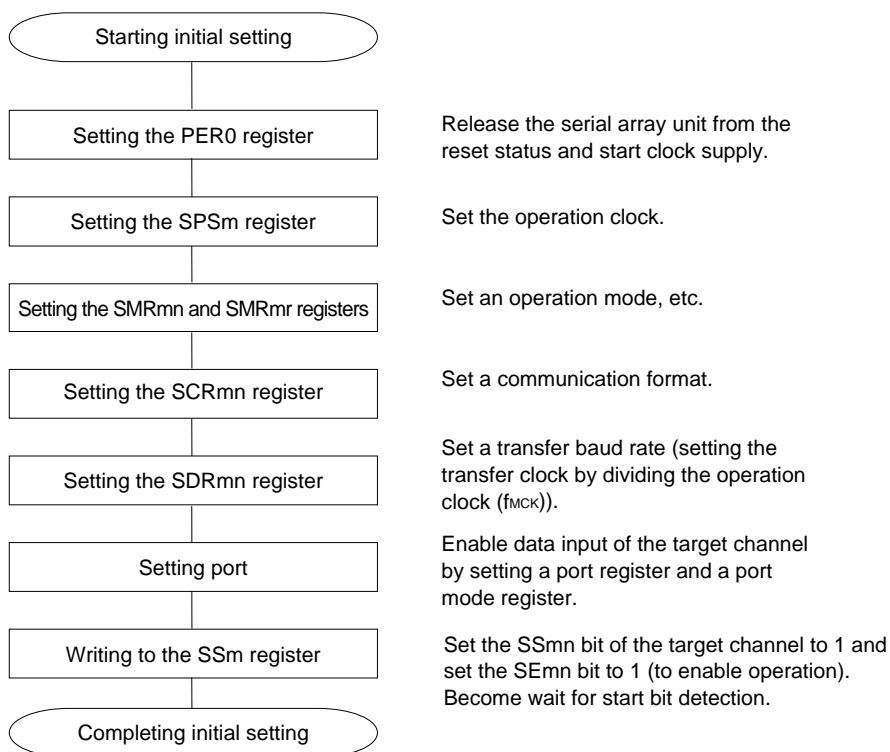 Starting initial setting
Setting the PER0 register
Release the serial array unit from the
reset status and start clock supply.
Setting the SPSm register
Set the operation clock.
Setting the SMRmn and SMRmr registers
Set an operation mode, etc.
Setting the SCRmn register
Set a communication format.
Setting the SDRmn register
Set a transfer baud rate (setting the
transfer clock by dividing the operation
clock (fMCK)).
Setting port
Enable data input of the target channel
by setting a port register and a port
mode register.
Writing to the SSm register
Set the SSmn bit of the target channel to 1 and
set the SEmn bit to 1 (to enable operation).
Become wait for start bit detection.
Completing initial setting